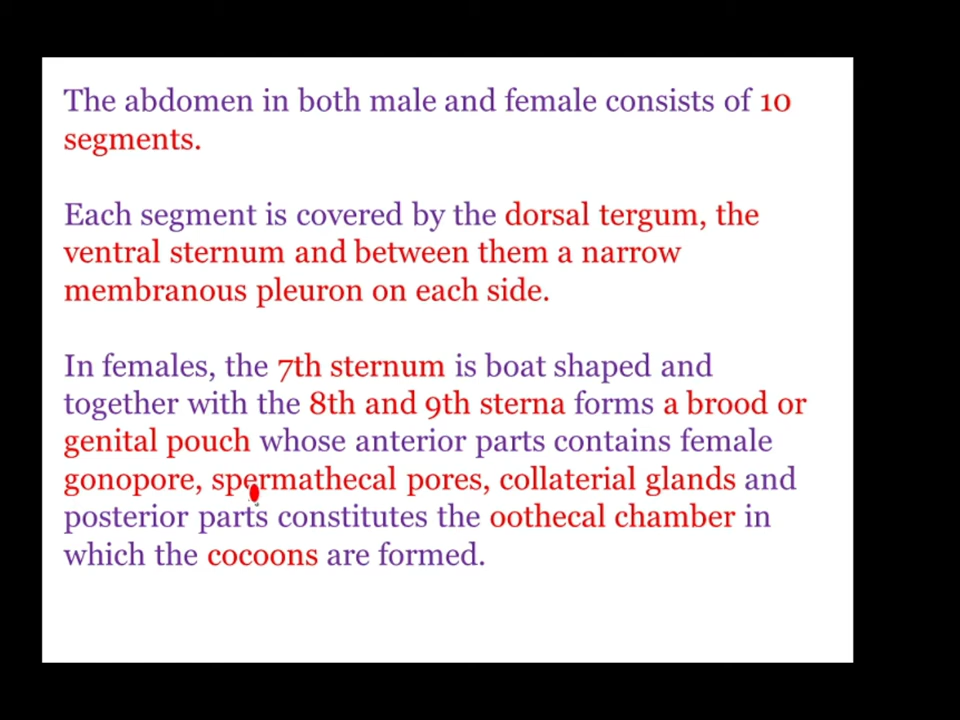 The abdomen in both male and female consists of 10
segments.
Each segment is covered by the dorsal tergum, the
ventral sternum and between them a narrow
membranous pleuron on each side.
In females, the 7th sternum is boat shaped and
together with the 8th and 9th sterna forms a brood or
genital pouch whose anterior parts contains female
gonopore, spermathecal pores, collaterial glands and
posterior parts constitutes the oothecal chamber in
which the cocoons are formed.